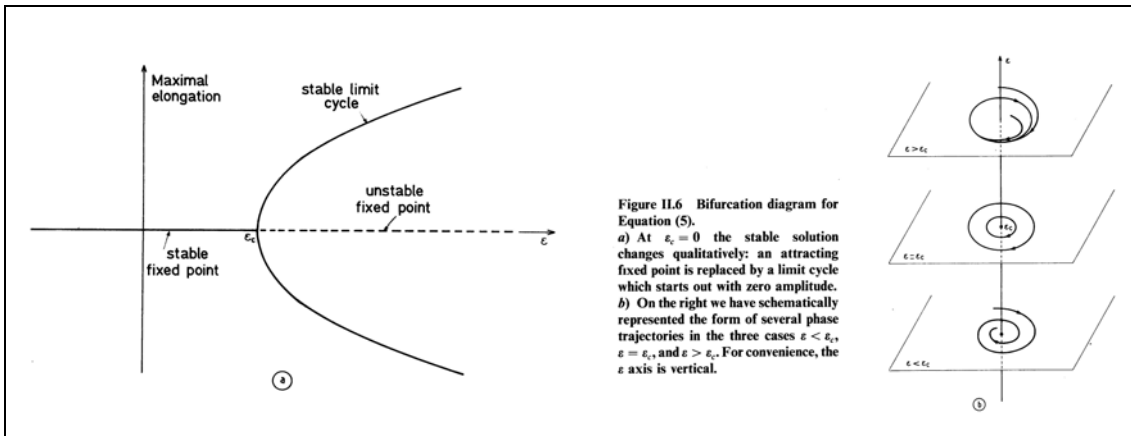 Maximal
elongation
stable limit
cycle
unstable
fixed point
ε_c
ε
stable
fixed point
a
Figure II.6 Bifurcation diagram for
Equation (5).
a) At ε_c = 0 the stable solution
changes qualitatively: an attracting
fixed point is replaced by a limit cycle
which starts out with zero amplitude.
b) On the right we have schematically
represented the form of several phase
trajectories in the three cases ε < ε_c,
ε = ε_c, and ε > ε_c. For convenience, the
ε axis is vertical.
ε
ε > ε_c
ε_c
ε = ε_c
ε < ε_c
b